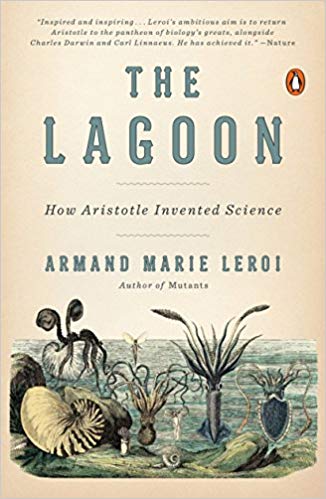 "Inspired and inspiring. . . . Leroi's ambitious aim is to return
Aristotle to the pantheon of biology's greats, alongside
Charles Darwin and Carl Linnaeus. He has achieved it." —Nature
THE
LAGOON
How Aristotle Invented Science
ARMAND MARIE LEROI
Author of Mutants